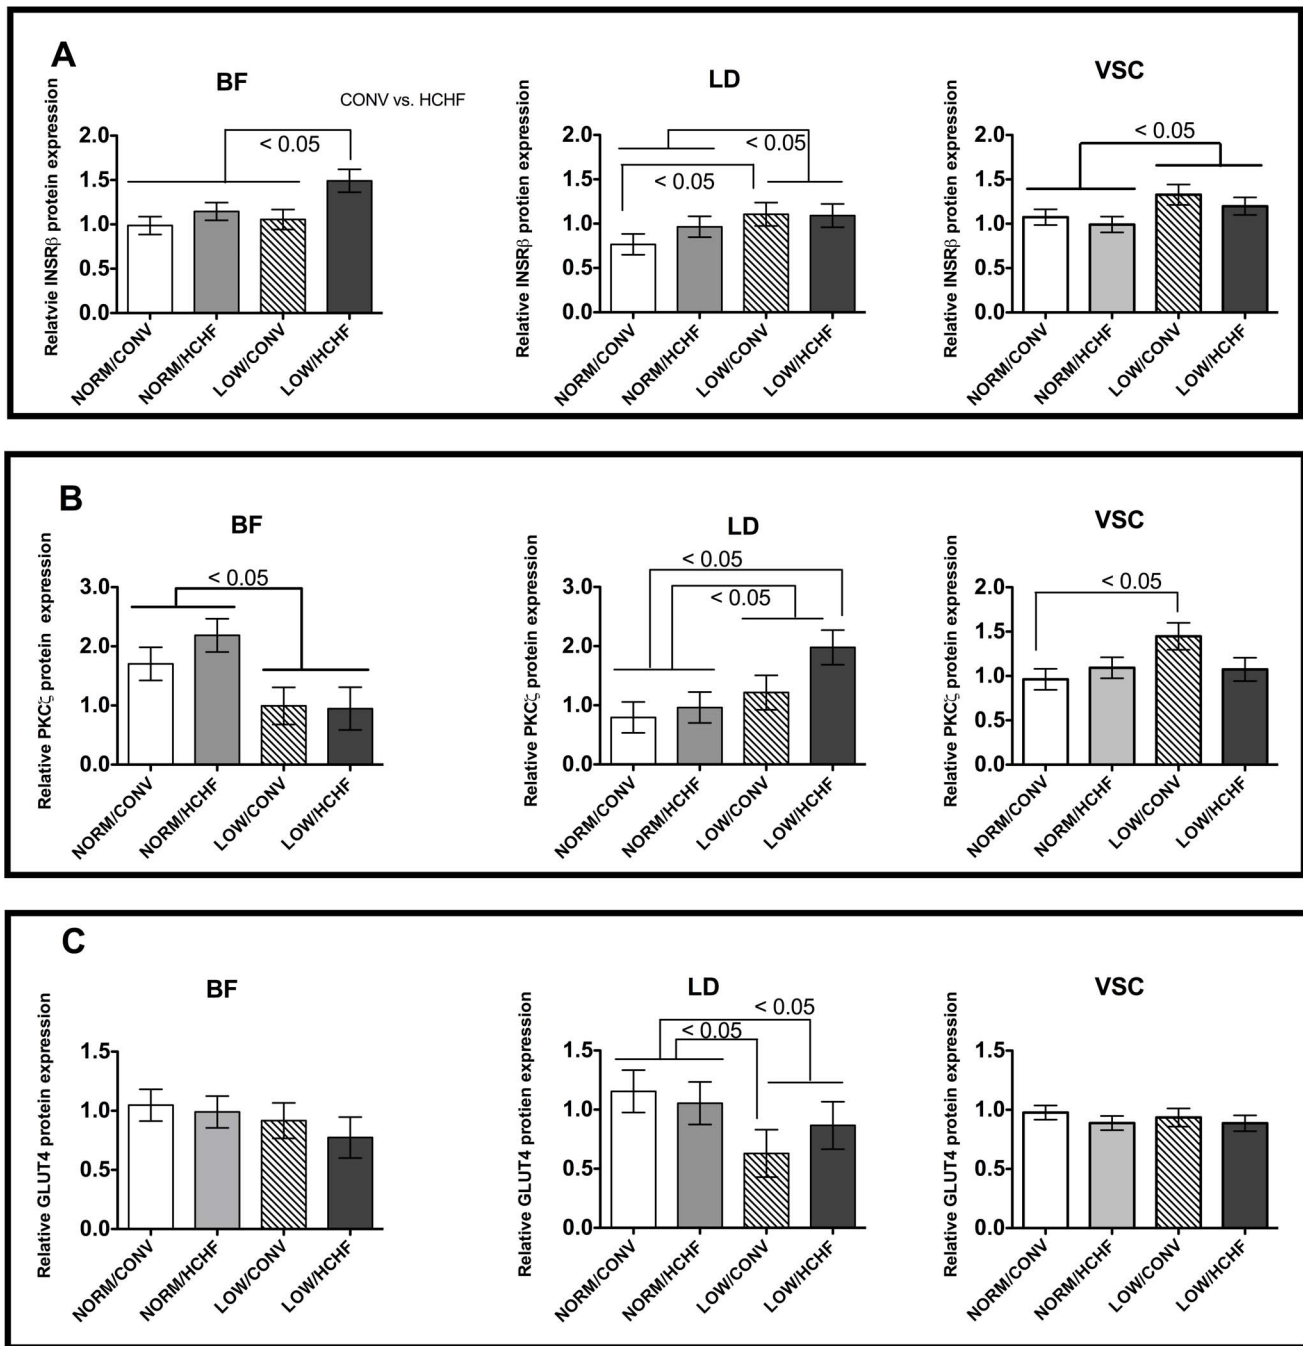 A
BF
LD
VSC
CONV vs. HCHF
Relatvie INSRβ protein expression
2.0
1.5
1.0
0.5
0.0
< 0.05
NORM/CONV
NORM/HCHF
LOW/CONV
LOW/HCHF
Relative INSRβ protien expression
2.0
1.5
1.0
0.5
0.0
< 0.05
< 0.05
NORM/CONV
NORM/HCHF
LOW/CONV
LOW/HCHF
Relative INSRβ protein expression
2.0
1.5
1.0
0.5
0.0
< 0.05
NORM/CONV
NORM/HCHF
LOW/CONV
LOW/HCHF
B
BF
LD
VSC
Relative PKCζ protein expression
3.0
2.0
1.0
0.0
< 0.05
NORM/CONV
NORM/HCHF
LOW/CONV
LOW/HCHF
Relative PKCζ protein expression
3.0
2.0
1.0
0.0
< 0.05
< 0.05
NORM/CONV
NORM/HCHF
LOW/CONV
LOW/HCHF
Relative PKCζ protein expression
2.0
1.5
1.0
0.5
0.0
< 0.05
NORM/CONV
NORM/HCHF
LOW/CONV
LOW/HCHF
C
BF
LD
VSC
Relative GLUT4 protein expression
1.5
1.0
0.5
0.0
NORM/CONV
NORM/HCHF
LOW/CONV
LOW/HCHF
Relative GLUT4 protien expression
1.5
1.0
0.5
0.0
< 0.05
< 0.05
NORM/CONV
NORM/HCHF
LOW/CONV
LOW/HCHF
Relative GLUT4 protein expression
1.5
1.0
0.5
0.0
NORM/CONV
NORM/HCHF
LOW/CONV
LOW/HCHF